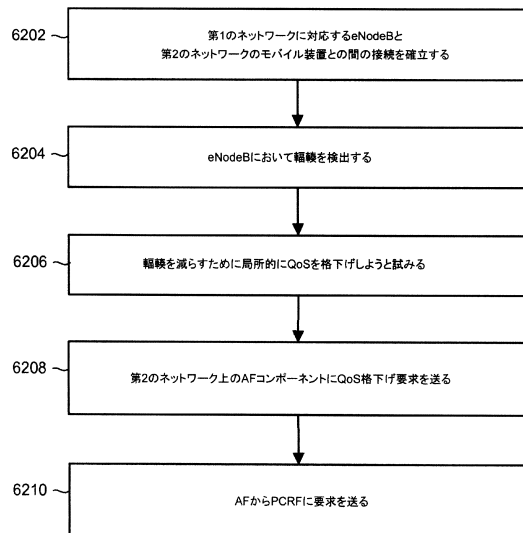 6202
第1のネットワークに対応するeNodeBと
第2のネットワークのモバイル装置との間の接続を確立する
6204
eNodeBにおいて輻輳を検出する
6206
輻輳を減らすために局所的にQoSを格下げしようと試みる
6208
第2のネットワーク上のAFコンポーネントにQoS格下げ要求を送る
6210
AFからPCRFに要求を送る